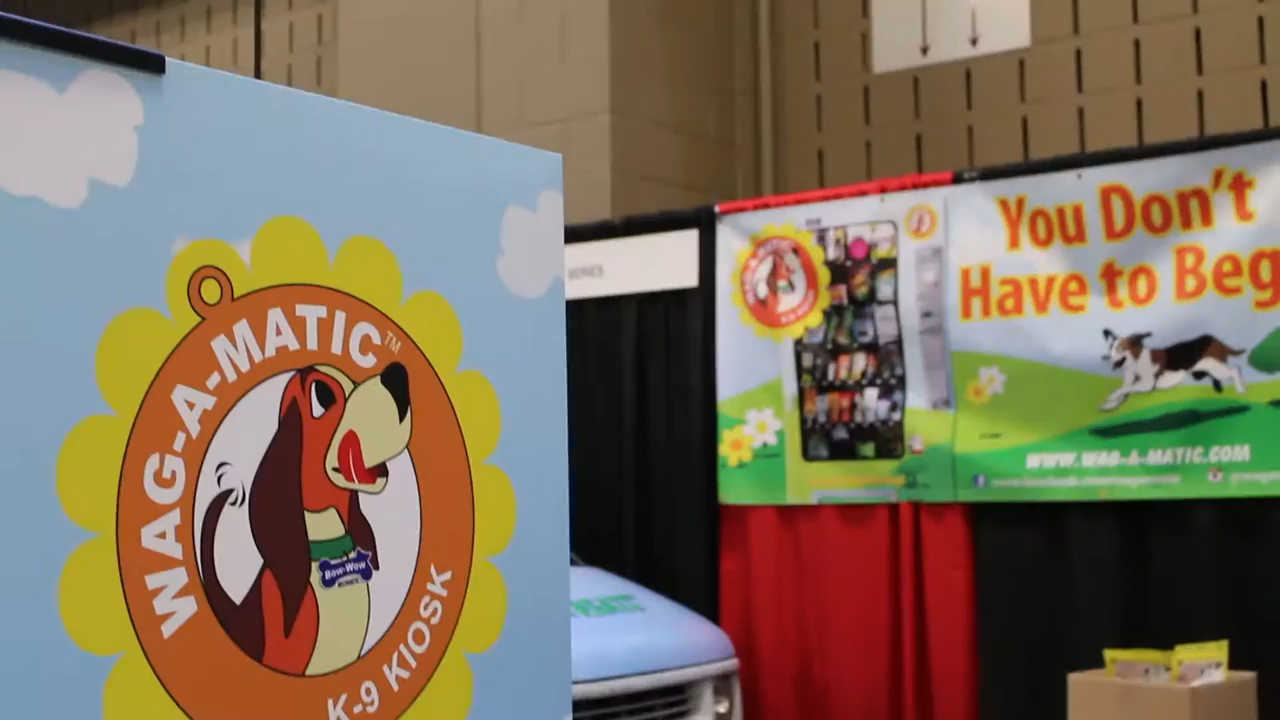 WAG-A-MATIC™
Bow-Wow
K-9 KIOSK
You Don't
Have to Beg
WWW.WAG-A-MATIC.COM